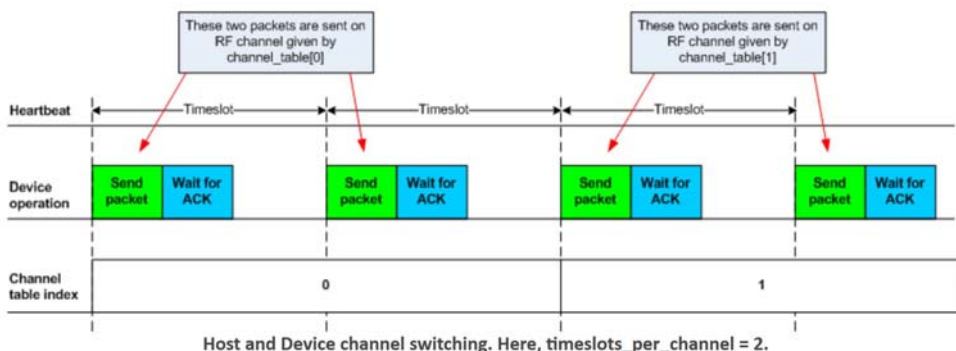 These two packets are sent on
RF channel given by
channel_table[0]
These two packets are sent on
RF channel given by
channel_table[1]
Heartbeat
Timeslot
Timeslot
Timeslot
Device
operation
Send
packet
Wait for
ACK
Send
packet
Wait for
ACK
Send
packet
Wait for
ACK
Send
packet
Wait for
ACK
Channel
table index
0
1
Host and Device channel switching. Here, timeslots_per_channel = 2.